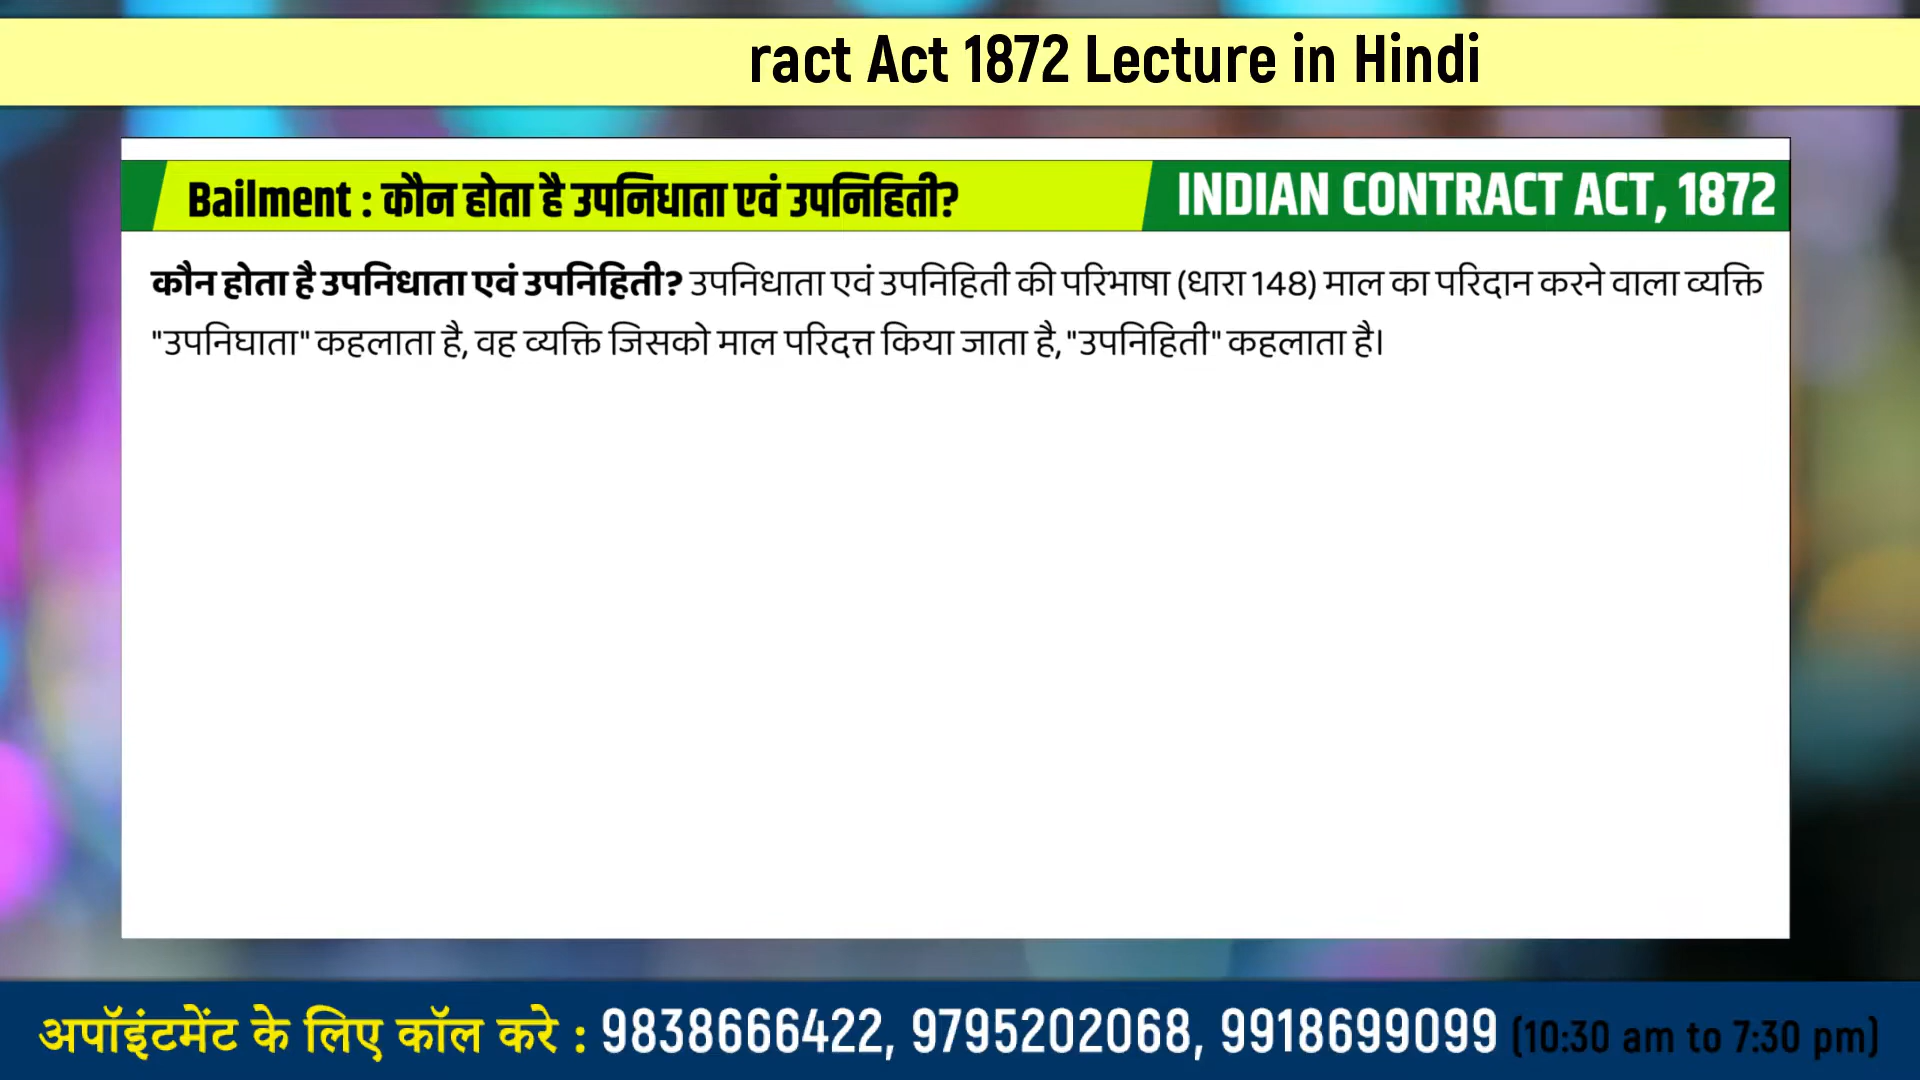 ract Act 1872 Lecture in Hindi
Bailment : कौन होता है उपनिधाता एवं उपनिहिती?
INDIAN CONTRACT ACT, 1872
कौन होता है उपनिधाता एवं उपनिहिती? उपनिधाता एवं उपनिहिती की परिभाषा (धारा 148) माल का परिदान करने वाला व्यक्ति
"उपनिघाता" कहलाता है, वह व्यक्ति जिसको माल परिदत्त किया जाता है, "उपनिहिती" कहलाता है।
अपॉइंटमेंट के लिए कॉल करे : 9838666422, 9795202068, 9918699099 (10:30 am to 7:30 pm)